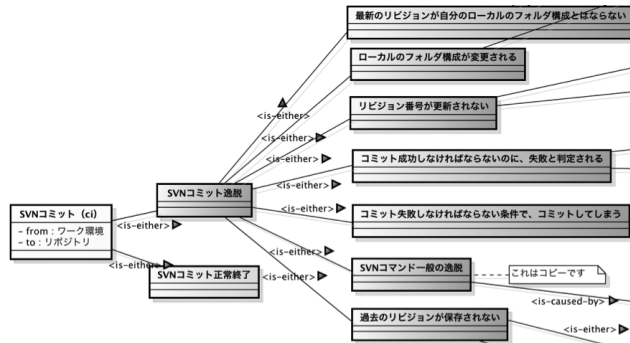 最新のリビジョンが自分のローカルのフォルダ構成とはならない
ローカルのフォルダ構成が変更される
<is-either>
リビジョン番号が更新されない
<is-either>
<is-either>
コミット成功しなければならないのに、失敗と判定される
<is-either>
SVNコミット逸脱
SVNコミット（ci）
− from：ワーク環境
− to：リポジトリ
<is-either>
コミット失敗しなければならない条件で、コミットしてしまう
<is-either>
<is-either>
SVNコミット正常終了
SVNコマンド一般の逸脱
これはコピーです
<is-either>
<is-caused-by>
過去のリビジョンが保存されない
<is-either>